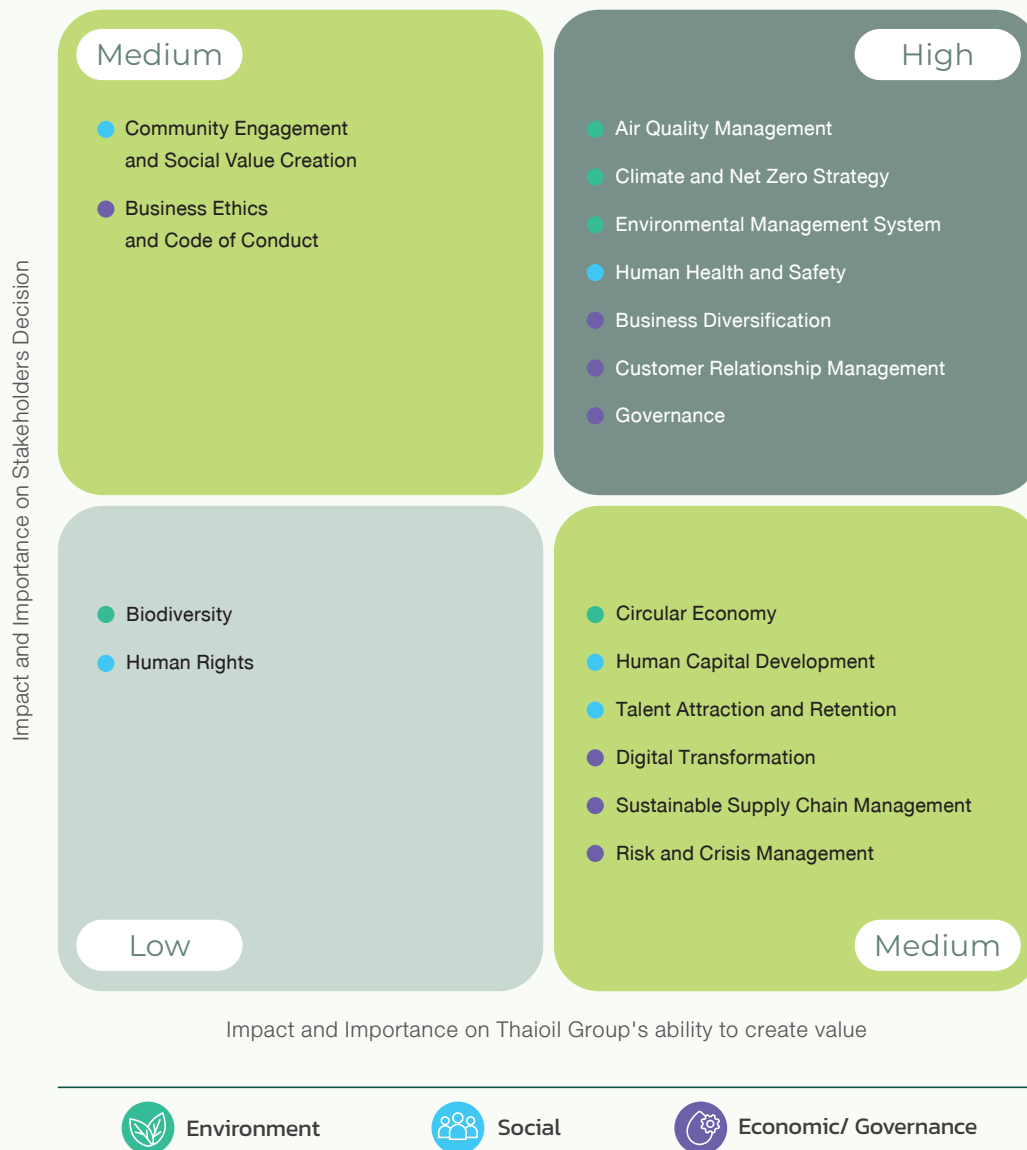 Medium
Community Engagement
and Social Value Creation
Business Ethics
and Code of Conduct
High
Air Quality Management
Climate and Net Zero Strategy
Environmental Management System
Human Health and Safety
Business Diversification
Customer Relationship Management
Governance
Impact and Importance on Stakeholders Decision
Biodiversity
Human Rights
Low
Circular Economy
Human Capital Development
Talent Attraction and Retention
Digital Transformation
Sustainable Supply Chain Management
Risk and Crisis Management
Medium
Impact and Importance on Thaioil Group's ability to create value
Environment
Social
Economic/ Governance